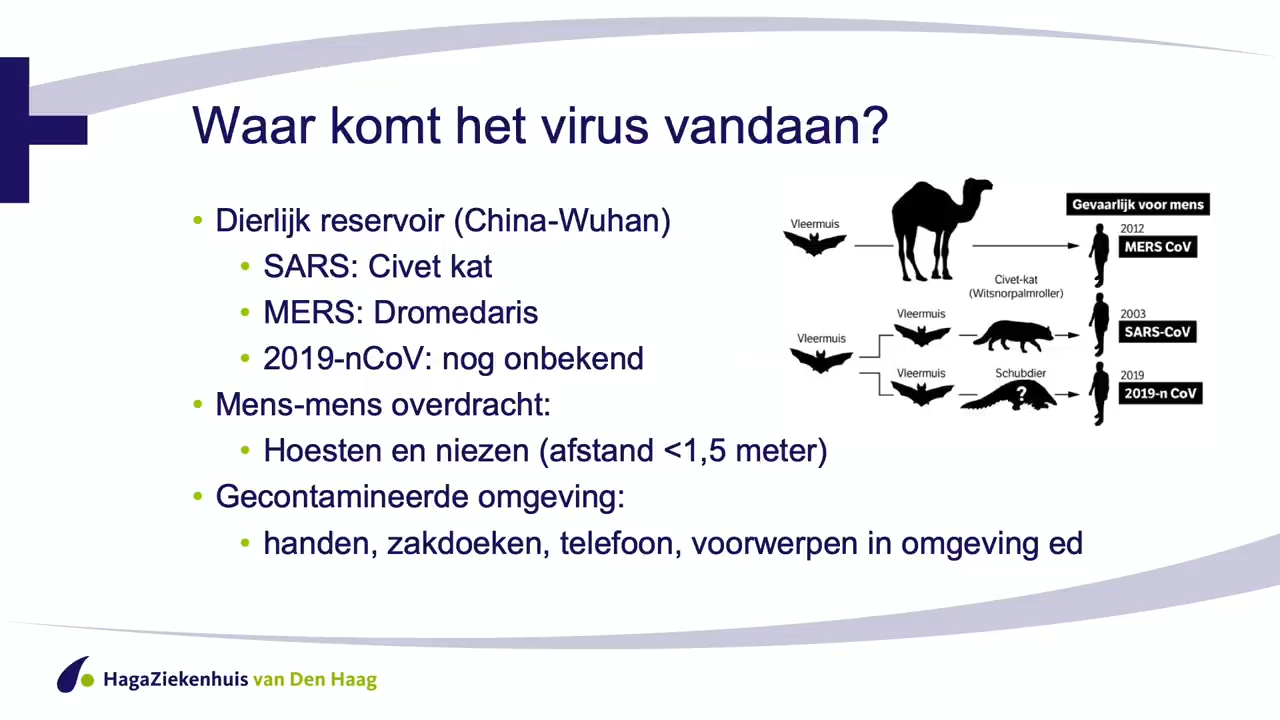 Waar komt het virus vandaan?
• Dierlijk reservoir (China-Wuhan)
• SARS: Civet kat
• MERS: Dromedaris
• 2019-nCoV: nog onbekend
• Mens-mens overdracht:
• Hoesten en niezen (afstand <1,5 meter)
• Gecontamineerde omgeving:
• handen, zakdoeken, telefoon, voorwerpen in omgeving ed
Gevaarlijk voor mens
Vleermuis
2012
MERS CoV
Civet-kat
(Witsnorpalmroller)
Vleermuis
Vleermuis
2003
SARS-CoV
Vleermuis
Schubdier
?
2019
2019-n CoV
HagaZiekenhuis van Den Haag